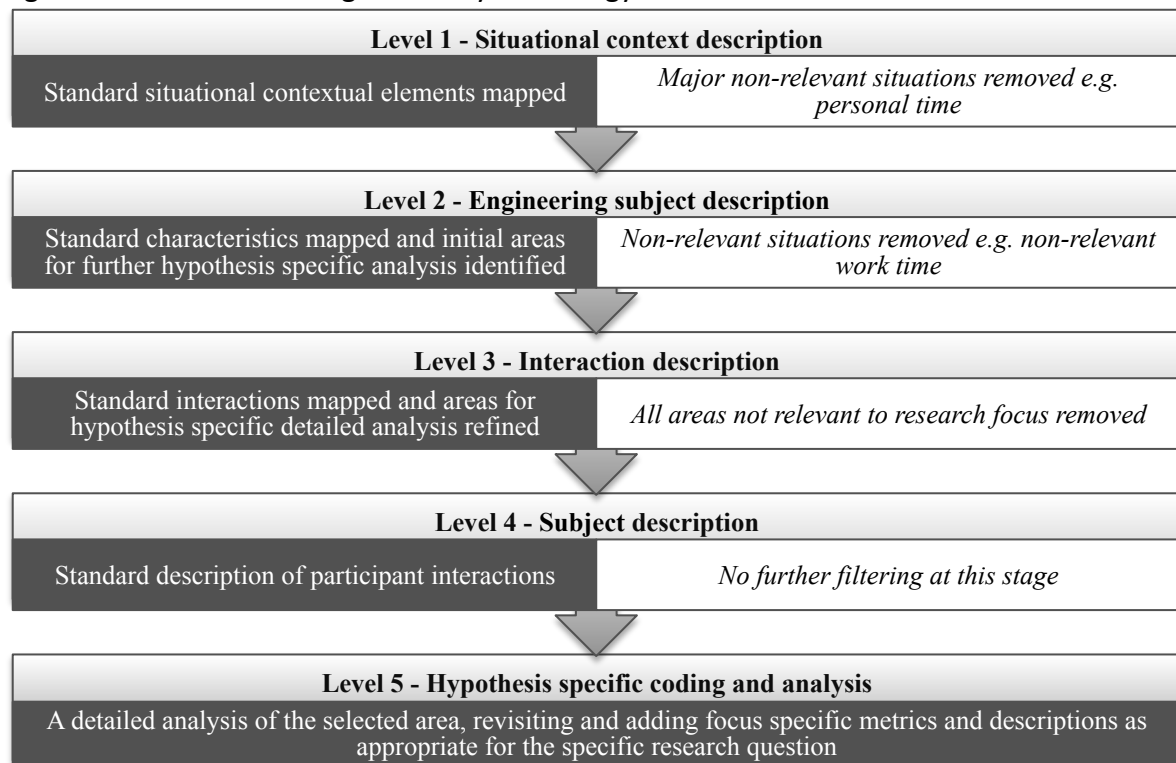 Level 1 - Situational context description
Standard situational contextual elements mapped
Major non-relevant situations removed e.g.
personal time
Level 2 - Engineering subject description
Standard characteristics mapped and initial areas
for further hypothesis specific analysis identified
Non-relevant situations removed e.g. non-relevant
work time
Level 3 - Interaction description
Standard interactions mapped and areas for
hypothesis specific detailed analysis refined
All areas not relevant to research focus removed
Level 4 - Subject description
Standard description of participant interactions
No further filtering at this stage
Level 5 - Hypothesis specific coding and analysis
A detailed analysis of the selected area, revisiting and adding focus specific metrics and descriptions as
appropriate for the specific research question